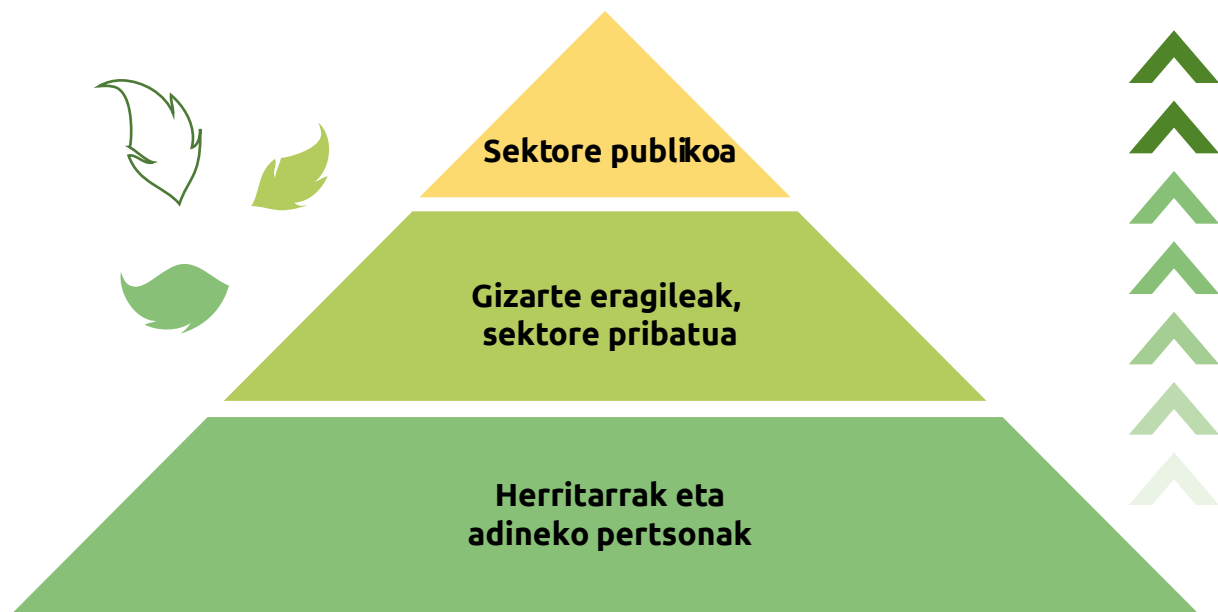 Sektore publikoa
Gizarte eragileak,
sektore pribatua
Herritarrak eta
adineko pertsonak